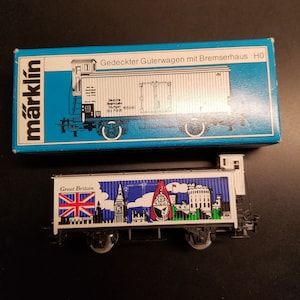 märklin
Gedeckter Güterwagen mit Bremserhaus H0
Great Britain